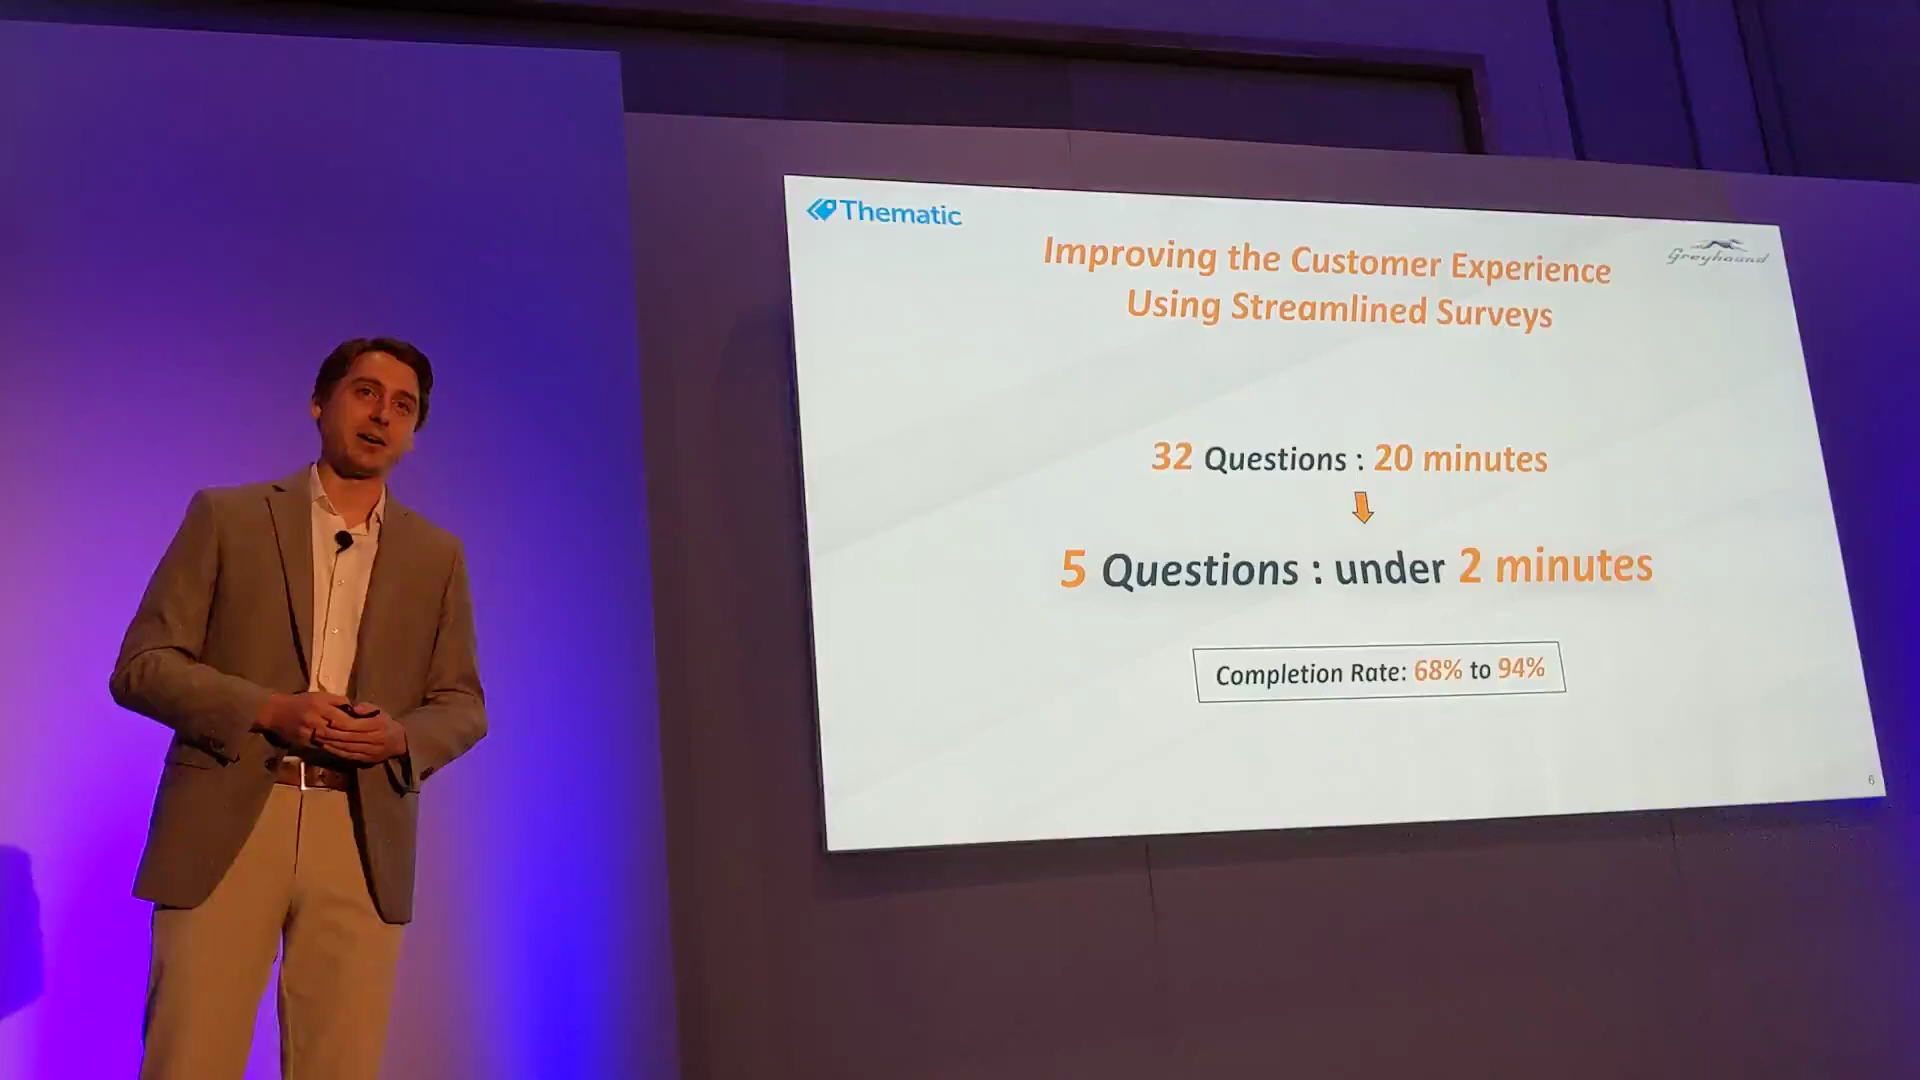 Thematic
Greyhound
Improving the Customer Experience
Using Streamlined Surveys
32 Questions : 20 minutes
5 Questions : under 2 minutes
Completion Rate: 68% to 94%
6